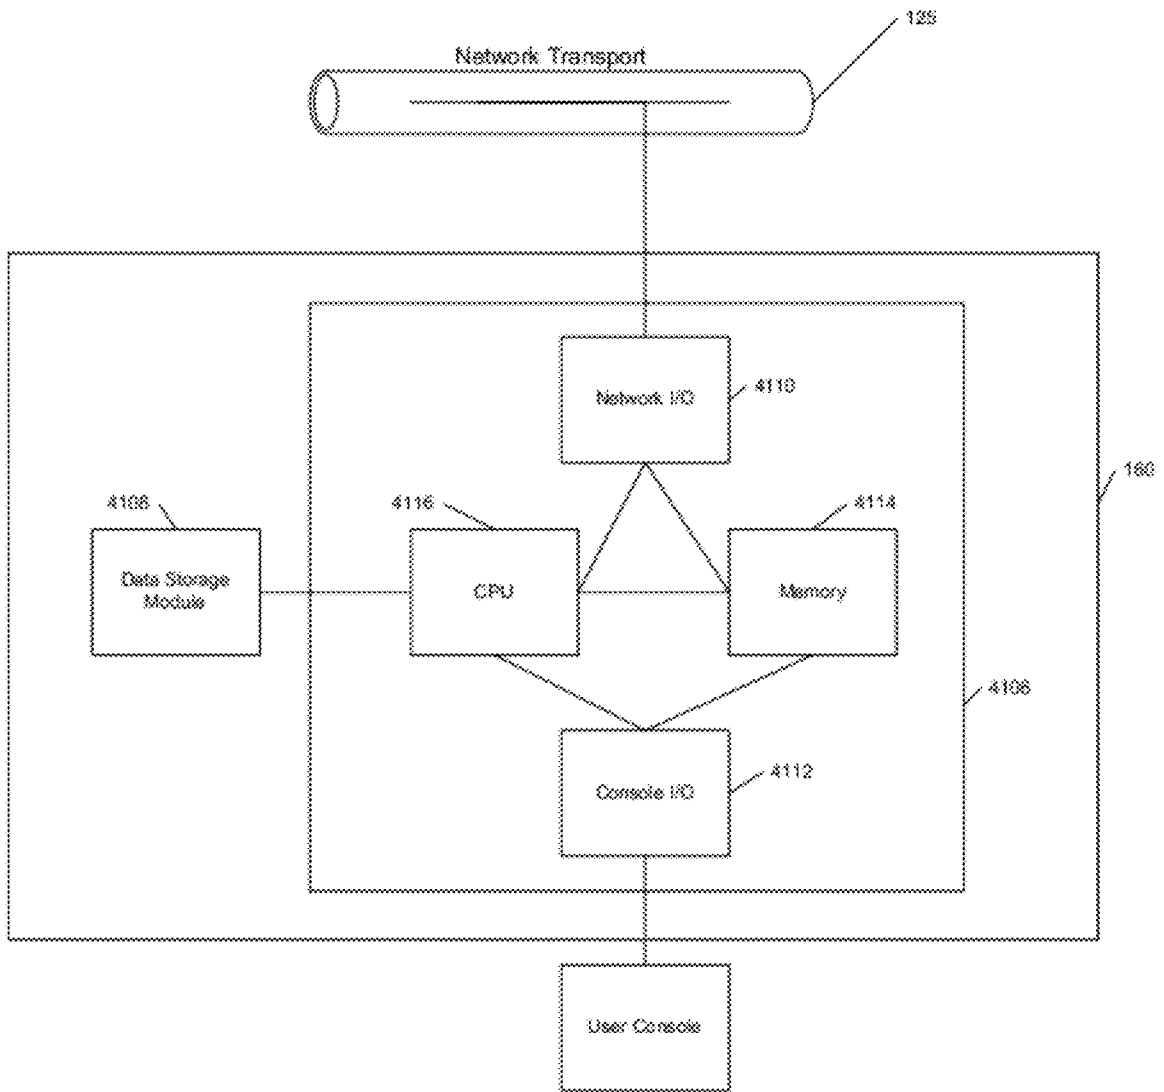 125
Network Transport
Network I/O
4110
160
4108
4116
4114
Data Storage
Module
CPU
Memory
4106
Console I/O
4112
User Console